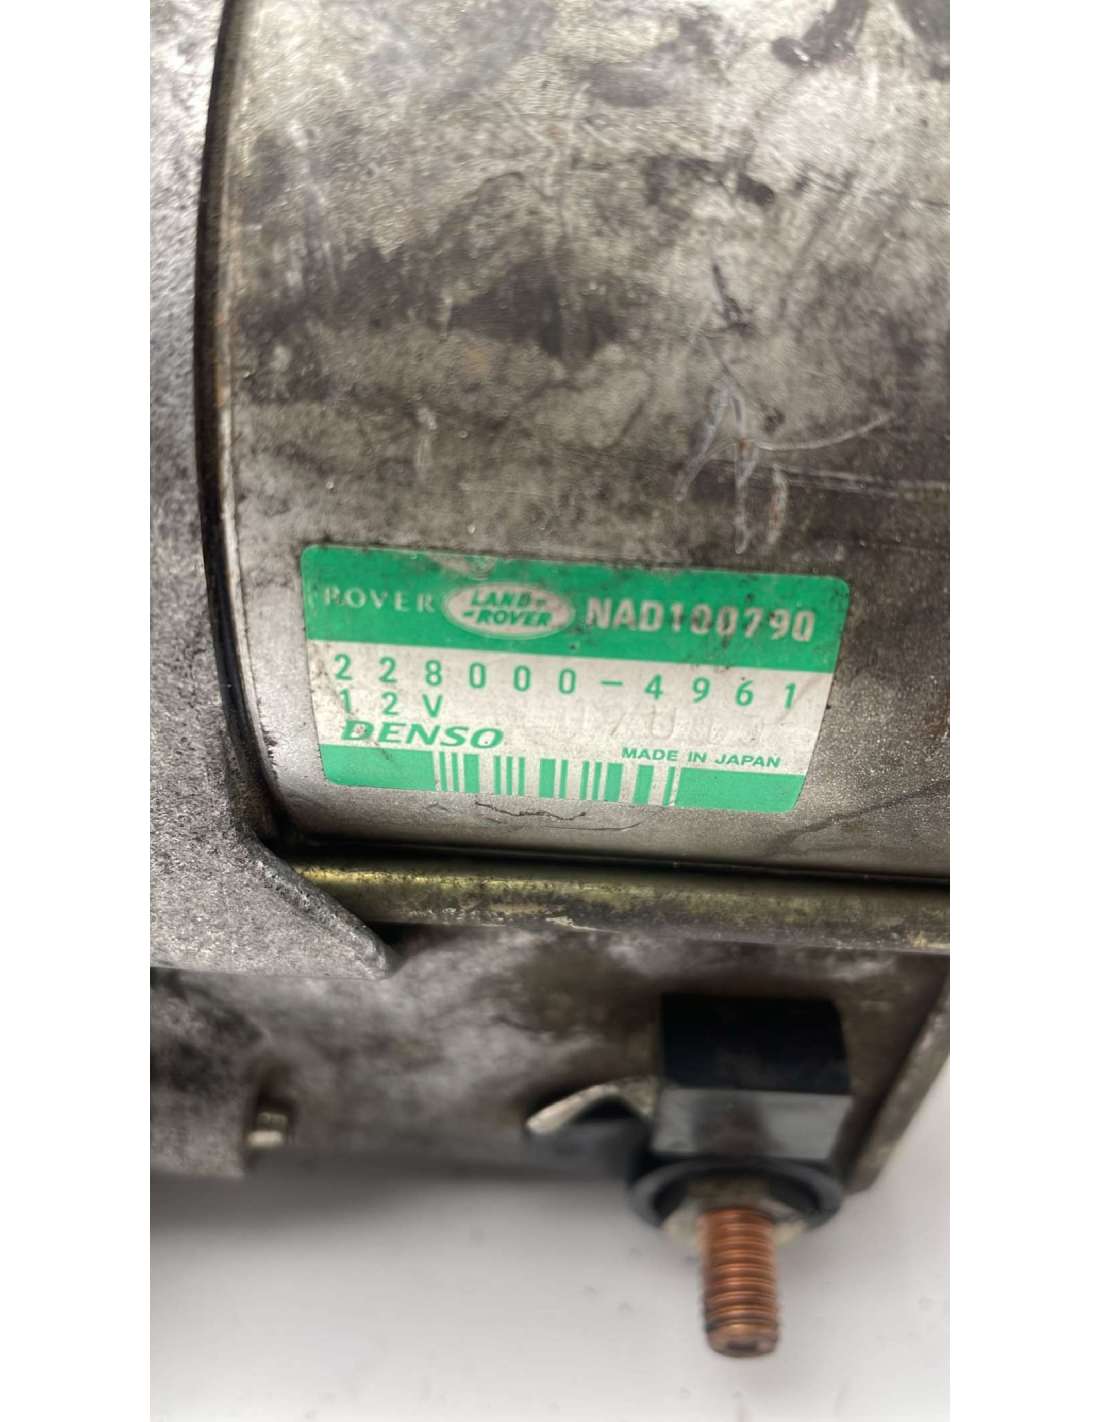 ROVER LAND-ROVER NAD100790
228000-4961
12V
DENSO MADE IN JAPAN